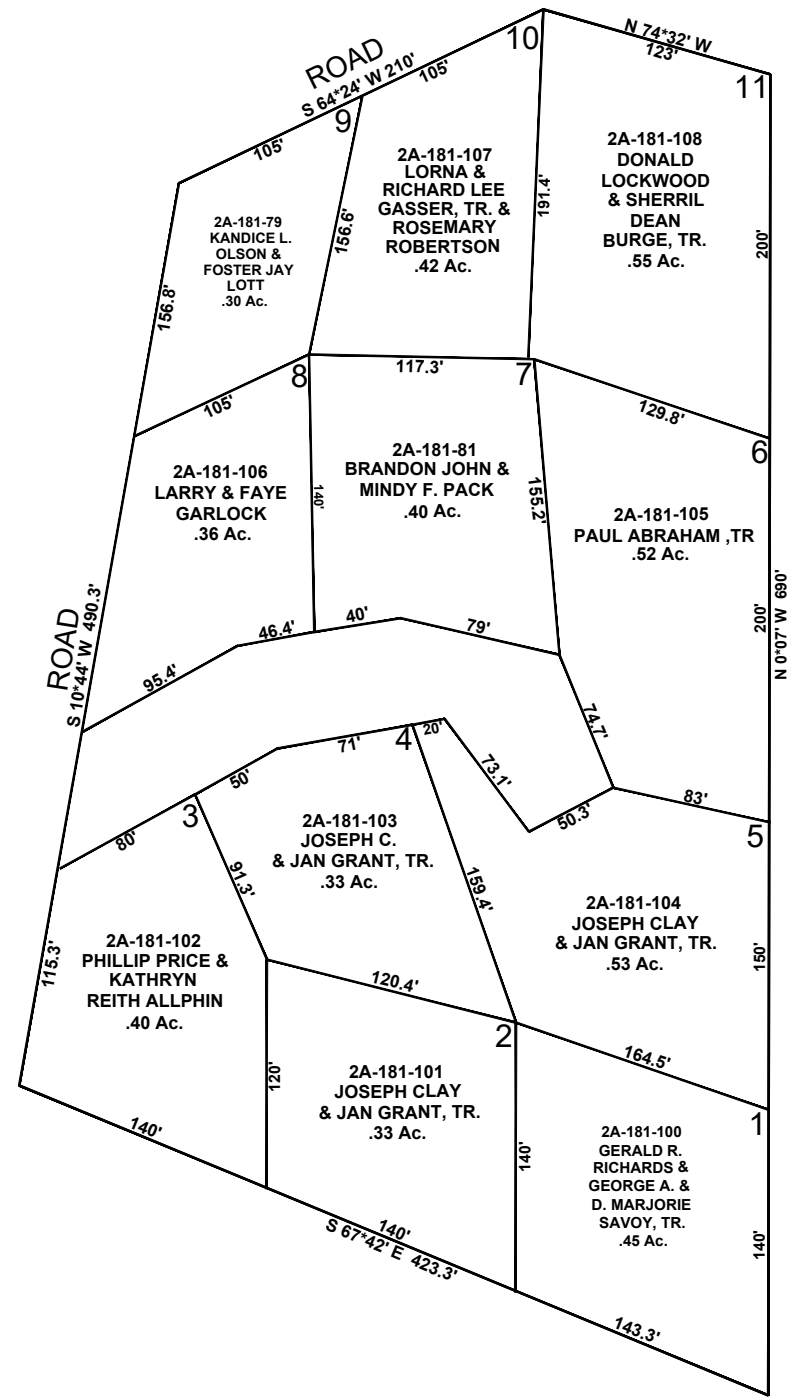 10
N 74*32' W
123'
ROAD
S 64*24' W 210'
105'
11
9
105'
2A-181-108
DONALD
LOCKWOOD
& SHERRIL
DEAN
BURGE, TR.
.55 Ac.
2A-181-107
LORNA &
RICHARD LEE
GASSER, TR. &
ROSEMARY
ROBERTSON
.42 Ac.
191.4'
2A-181-79
KANDICE L.
OLSON &
FOSTER JAY
LOTT
.30 Ac.
156.6'
200'
156.8'
8
117.3'
7
105'
129.8'
6
2A-181-106
LARRY & FAYE
GARLOCK
.36 Ac.
2A-181-81
BRANDON JOHN &
MINDY F. PACK
.40 Ac.
140'
155.2'
2A-181-105
PAUL ABRAHAM ,TR
.52 Ac.
N 0*07' W  690'
200'
ROAD
S 10*44' W  490.3'
46.4'
40'
79'
95.4'
74.7'
4
20'
71'
73.1'
50'
3
80'
50.3'
83'
5
2A-181-103
JOSEPH C.
& JAN GRANT, TR.
.33 Ac.
91.3'
159.4'
2A-181-104
JOSEPH CLAY
& JAN GRANT, TR.
.53 Ac.
150'
2A-181-102
PHILLIP PRICE &
KATHRYN
REITH ALLPHIN
.40 Ac.
115.3'
120.4'
2
164.5'
1
120'
2A-181-101
JOSEPH CLAY
& JAN GRANT, TR.
.33 Ac.
140'
140'
2A-181-100
GERALD R.
RICHARDS &
GEORGE A. &
D. MARJORIE
SAVOY, TR.
.45 Ac.
140'
140'
S 67*42' E  423.3'
143.3'